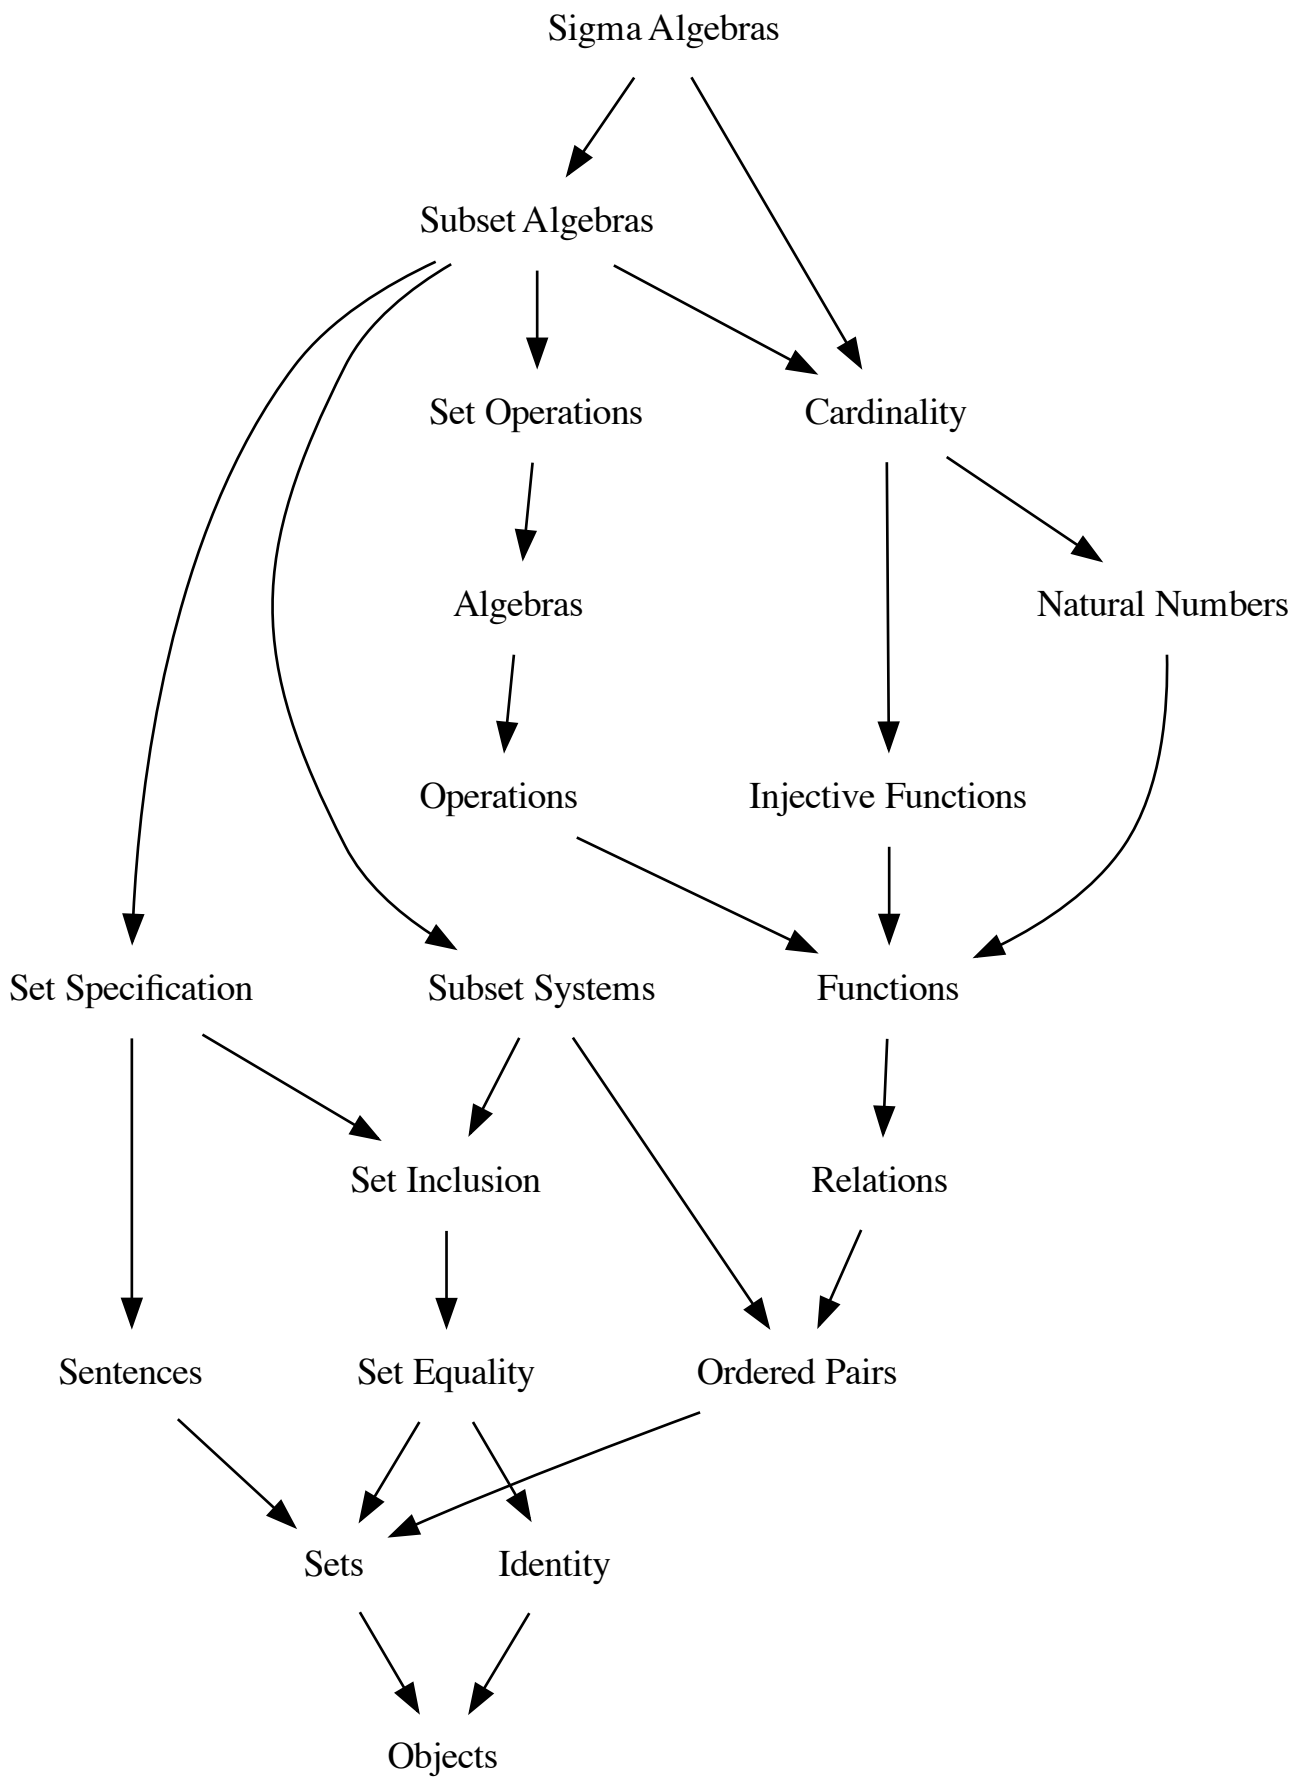 Sigma Algebras
Subset Algebras
Set Operations
Cardinality
Algebras
Natural Numbers
Operations
Injective Functions
Set Specification
Subset Systems
Functions
Set Inclusion
Relations
Sentences
Set Equality
Ordered Pairs
Sets
Identity
Objects